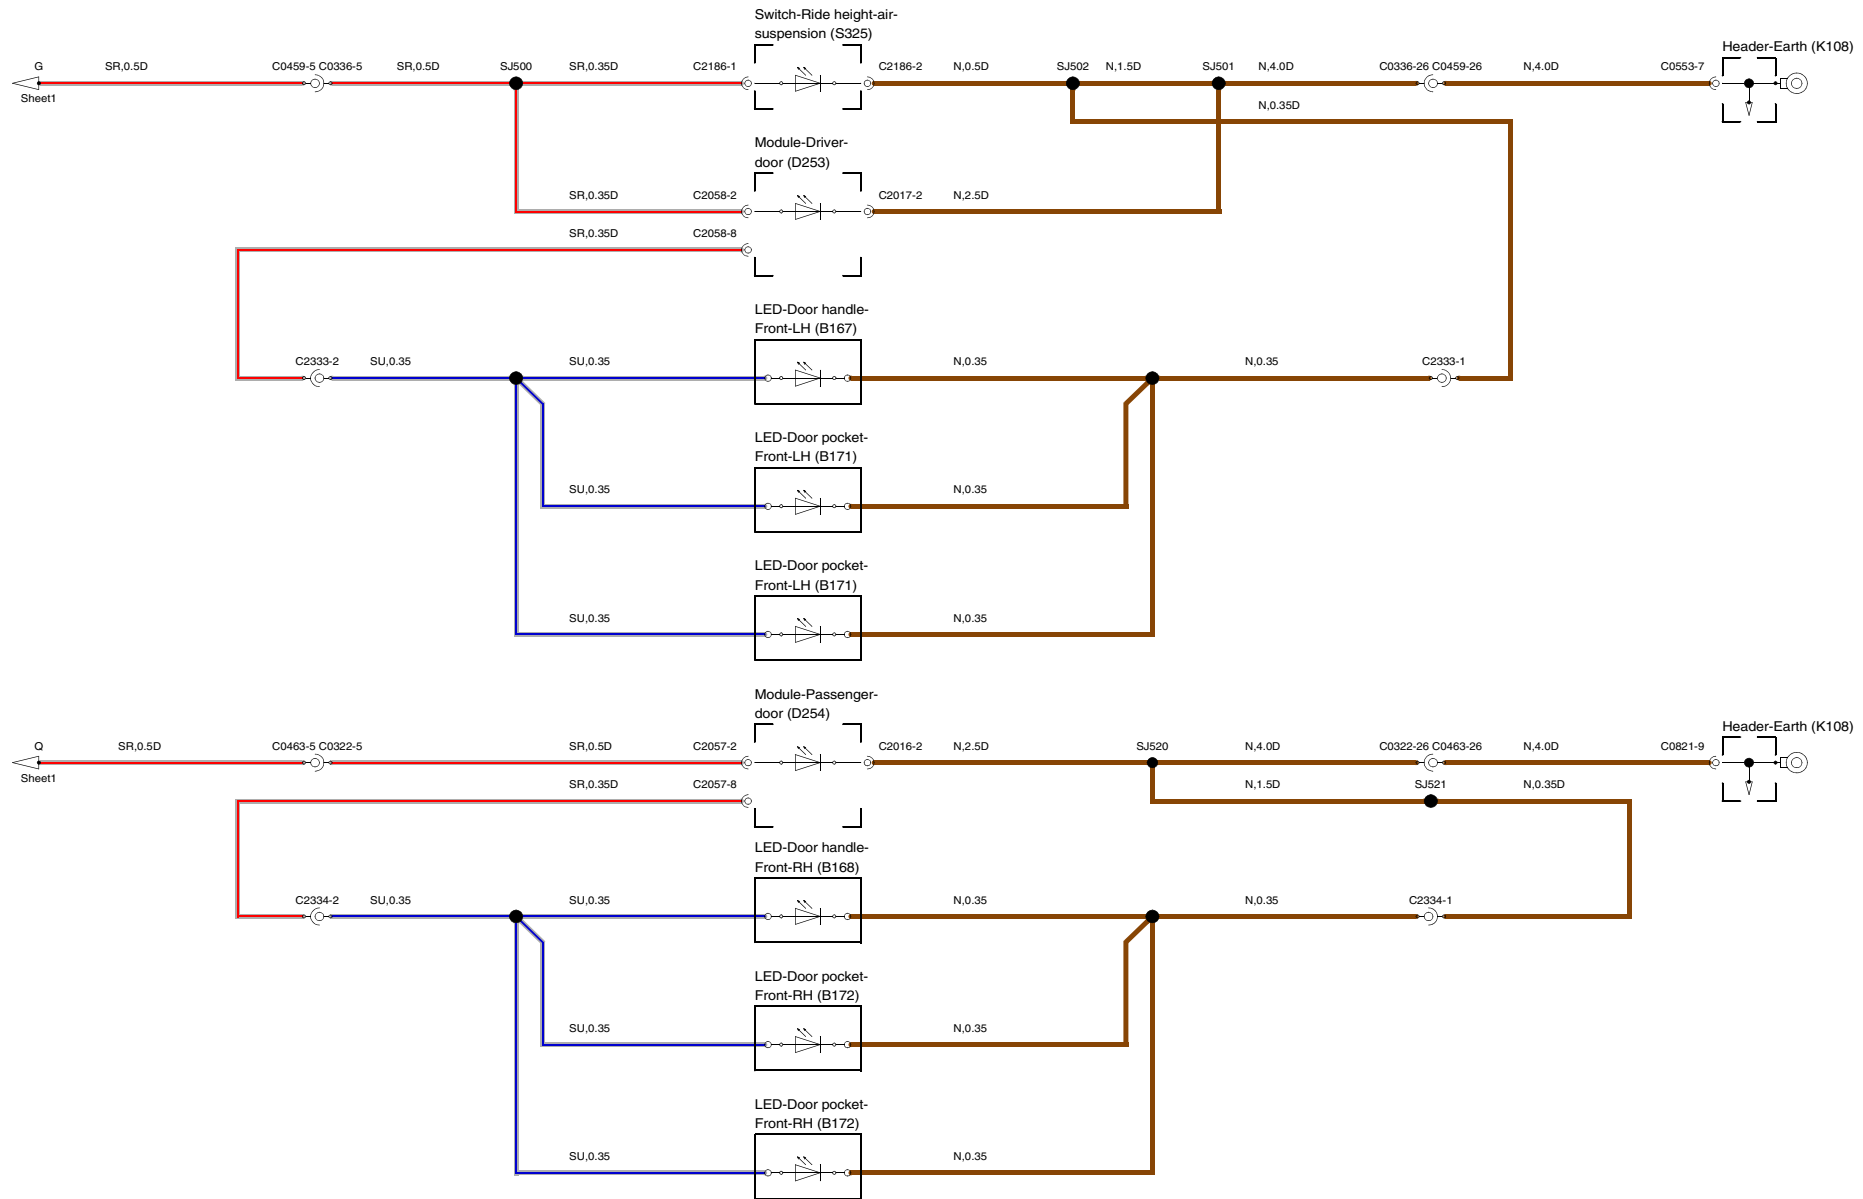 Switch-Ride height-air-
suspension (S325)
Header-Earth (K108)
G SR,0.5D C0459-5 C0336-5 SR,0.5D SJ500 SR,0.35D C2186-1 C2186-2 N,0.5D SJ502 N,1.5D SJ501 N,4.0D C0336-26 C0459-26 N,4.0D C0553-7
Sheet1
N,0.35D
Module-Driver-
door (D253)
SR,0.35D C2058-2 C2017-2 N,2.5D
SR,0.35D C2058-8
LED-Door handle-
Front-LH (B167)
C2333-2 SU,0.35 SU,0.35 N,0.35 N,0.35 C2333-1
LED-Door pocket-
Front-LH (B171)
SU,0.35 N,0.35
LED-Door pocket-
Front-LH (B171)
SU,0.35 N,0.35
Module-Passenger-
door (D254)
Header-Earth (K108)
Q SR,0.5D C0463-5 C0322-5 SR,0.5D C2057-2 C2016-2 N,2.5D SJ520 N,4.0D C0322-26 C0463-26 N,4.0D C0821-9
Sheet1
SR,0.35D C2057-8 N,1.5D SJ521 N,0.35D
LED-Door handle-
Front-RH (B168)
C2334-2 SU,0.35 SU,0.35 N,0.35 N,0.35 C2334-1
LED-Door pocket-
Front-RH (B172)
SU,0.35 N,0.35
LED-Door pocket-
Front-RH (B172)
SU,0.35 N,0.35